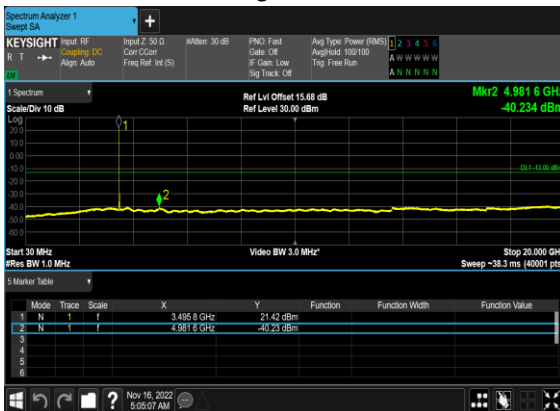 Spectrum Analyzer 1
Swept SA
+
KEYSIGHT Input: RF Input Z: 50 Ω #Atten: 30 dB PNO: Fast Avg Type: Power (RMS) 1 2 3 4 5 6
R T Coupling: DC Corr CCorr Gate: Off Avg|Hold: 100/100 A W W W W W
Align: Auto Freq Ref: Int (S) IF Gain: Low Trig: Free Run
Sig Track: Off A N N N N N
1 Spectrum Ref Lvl Offset 15.68 dB Mkr2 4.981 6 GHz
Scale/Div 10 dB Ref Level 30.00 dBm -40.234 dBm
Log
20.0
10.0
0.00
-10.0
DL1 -13.00 dBm
-20.0
-30.0
-40.0
-50.0
-60.0
1
2
Start 30 MHz Video BW 3.0 MHz* Stop 20.000 GHz
#Res BW 1.0 MHz Sweep ~38.3 ms (40001 pts)
5 Marker Table
Mode Trace Scale X Y Function Function Width Function Value
1 N 1 f 3.495 8 GHz 21.42 dBm
2 N 1 f 4.981 6 GHz -40.23 dBm
3
4
5
6
? Nov 16, 2022
5:05:07 AM